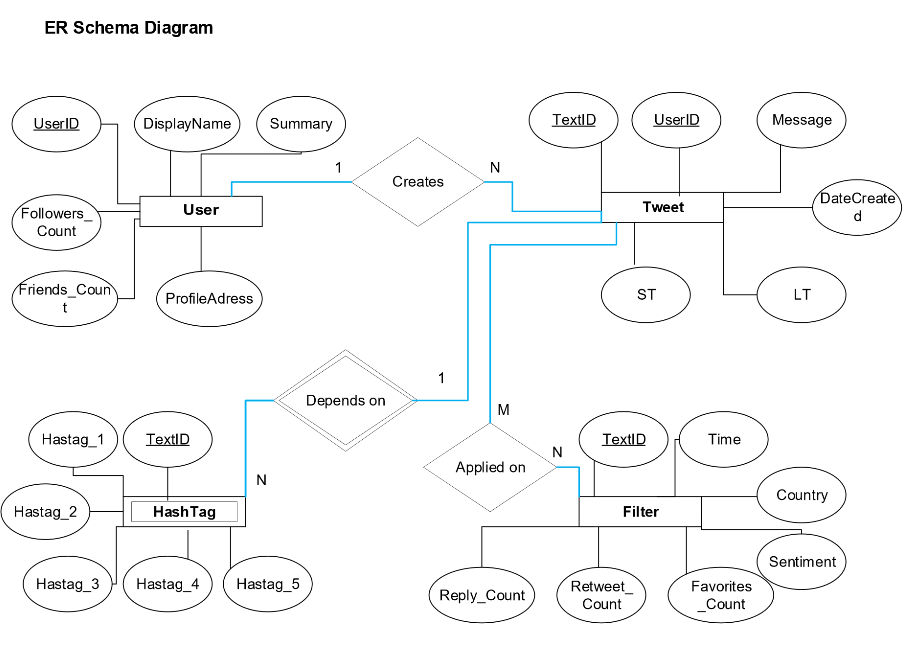 ER Schema Diagram
UserID
DisplayName
Summary
TextID
UserID
Message
1
Creates
N
User
Tweet
DateCreate
d
Followers_
Count
Friends_Coun
t
ProfileAdress
ST
LT
Depends on
1
M
Hastag_1
TextID
TextID
Time
N
Applied on
N
Country
Hastag_2
HashTag
Filter
Sentiment
Hastag_3
Hastag_4
Hastag_5
Reply_Count
Retweet_
Count
Favorites
_Count